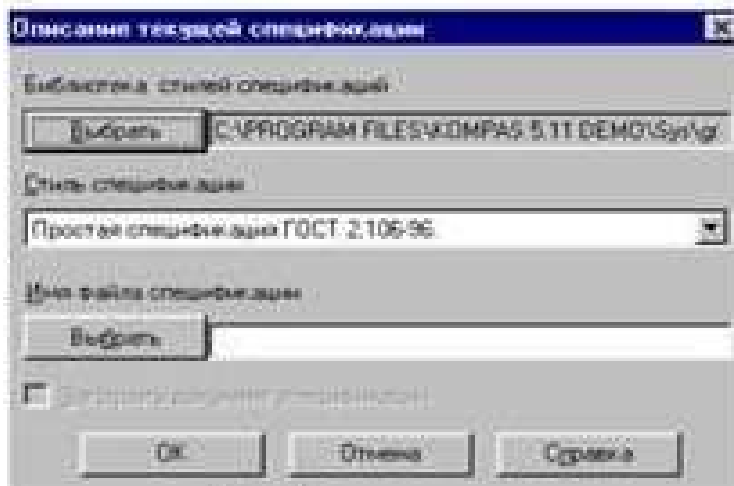 Описание текущей спецификации
Библиотека стилей спецификаций
Выбрать C:\PROGRAM FILES\KOMPAS 5.11 DEMO\Sys\gr
Стиль спецификации
Простая спецификация ГОСТ 2.106-96.
Имя файла спецификации
Выбрать
OK Отмена Справка